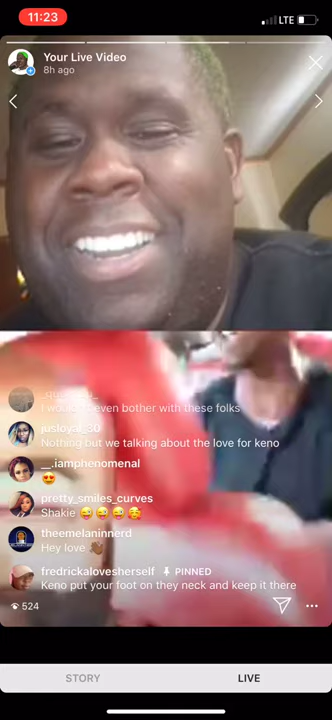 11:23
LTE
Your Live Video
8h ago
even bother with these folks
jusloyal_30
Nothing but we talking about the love for keno
__.iamphenomenal
😍
pretty_smiles_curves
Shakie 😜😜😜🥰
theemelaninnerd
Hey love 👋🏾
fredrickalovesherself PINNED
Keno put your foot on they neck and keep it there
524
STORY LIVE